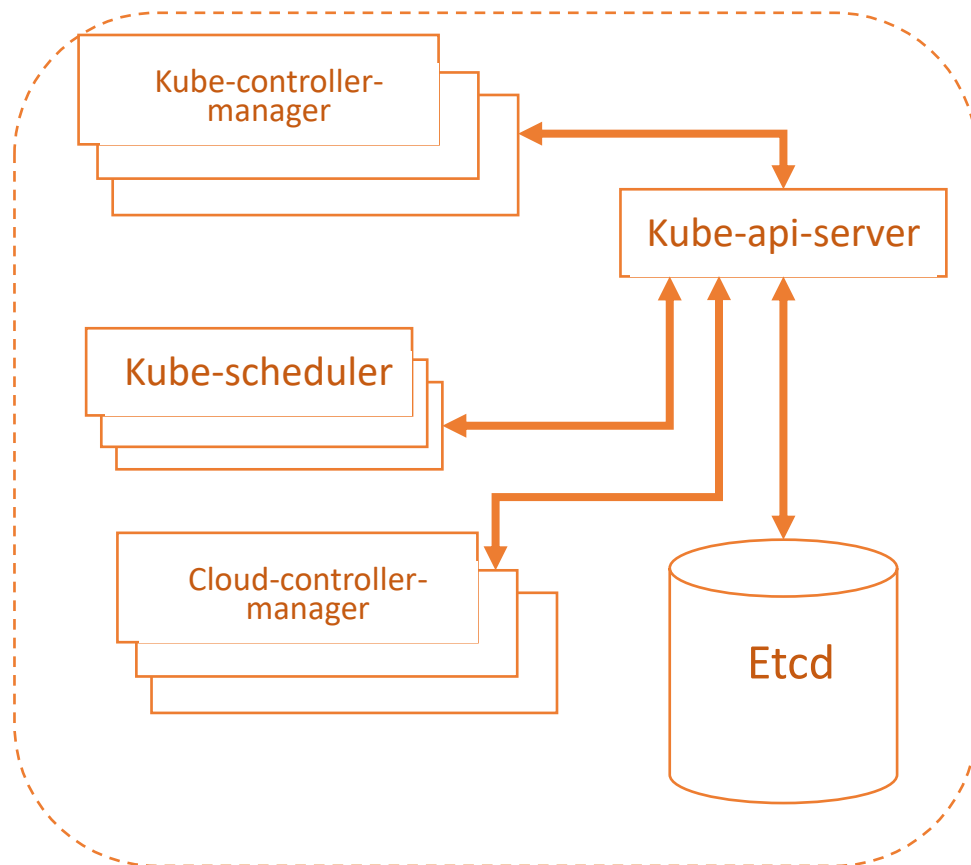 Kube-controller-
manager
Kube-api-server
Kube-scheduler
Cloud-controller-
manager
Etcd